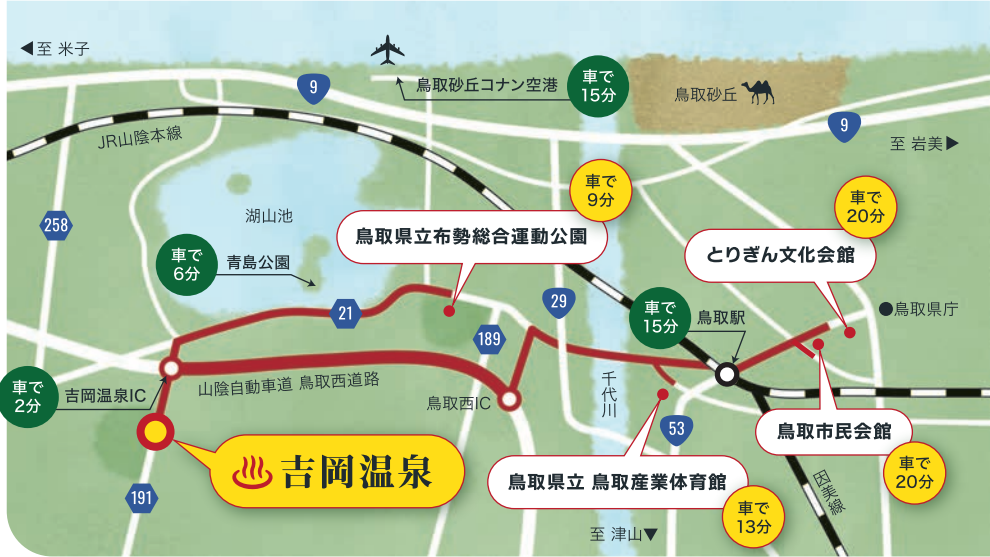 ◀至 米子
9
鳥取砂丘コナン空港
車で
15分
鳥取砂丘
9
至 岩美▶
JR山陰本線
258
湖山池
車で
9分
鳥取県立布勢総合運動公園
車で
20分
とりぎん文化会館
車で
6分
青島公園
21
29
189
車で
15分
鳥取駅
●鳥取県庁
車で
2分
吉岡温泉IC
山陰自動車道 鳥取西道路
鳥取西IC
千代川
53
鳥取市民会館
車で
20分
吉岡温泉
191
鳥取県立 鳥取産業体育館
車で
13分
因美線
至 津山▼